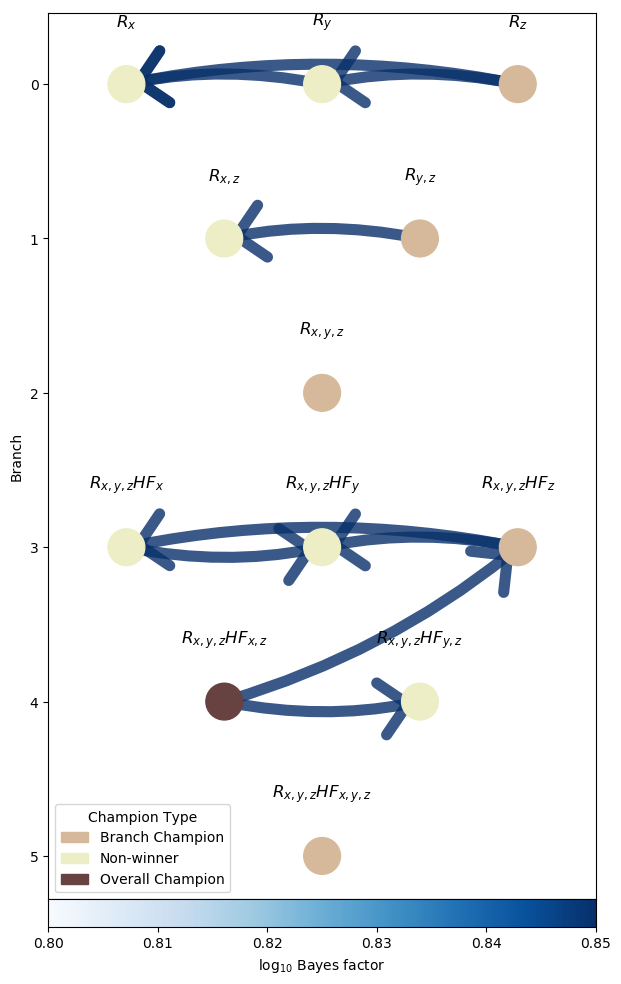 $R_x$ $R_y$ $R_z$
0
$R_{x,z}$ $R_{y,z}$
1
$R_{x,y,z}$
2
Branch
$R_{x,y,z}HF_x$ $R_{x,y,z}HF_y$ $R_{x,y,z}HF_z$
3
$R_{x,y,z}HF_{x,z}$ $R_{x,y,z}HF_{y,z}$
4
$R_{x,y,z}HF_{x,y,z}$
5
Champion Type
Branch Champion
Non-winner
Overall Champion
0.80 0.81 0.82 0.83 0.84 0.85
$\log_{10}$ Bayes factor